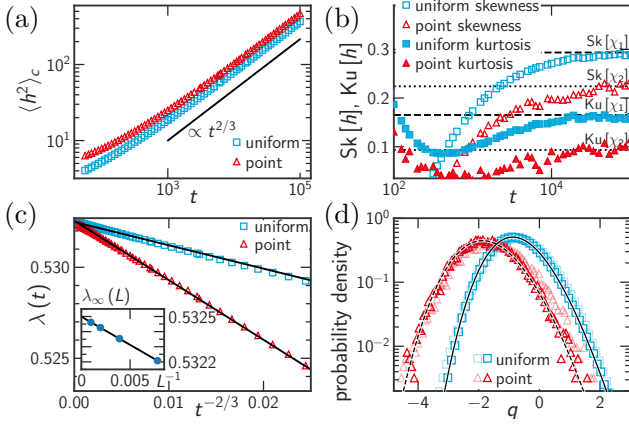 (a)
10²
10¹
⟨h²⟩c
∝ t^2/3
uniform
point
10³
10⁵
t
(b)
uniform skewness
point skewness
uniform kurtosis
point kurtosis
0.3
0.2
0.1
Sk[h], Ku[h]
Sk[χ₁]
Sk[χ₂]
Ku[χ₁]
Ku[χ₂]
10²
10⁴
t
(c)
uniform
point
0.530
0.525
λ(t)
λ∞(L)
0.5325
0.5322
0
0.005
L⁻¹
0.00
0.01
0.02
t^−2/3
(d)
10⁰
10⁻¹
10⁻²
probability density
uniform
point
−4
−2
0
2
q